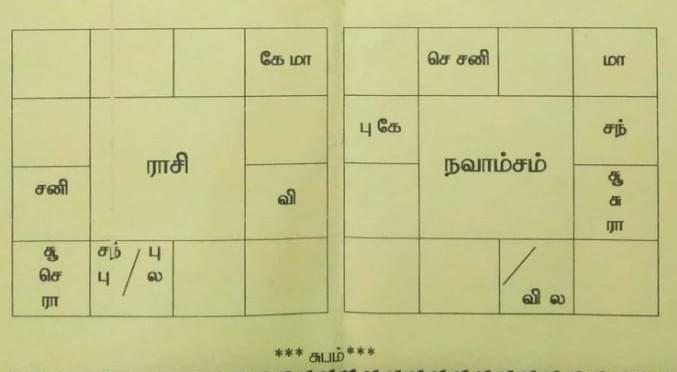 கே மா
ராசி
சனி
வி
சூ
செ
ரா
சந் / பு
பு / ல
செ சனி
மா
பு கே
சந்
நவாம்சம்
சூ
சு
ரா
/
வி ல
*** சுபம்***